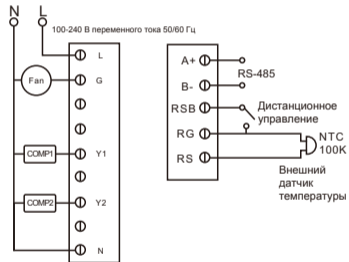 N L
100-240 В переменного тока 50/60 Гц
L
Fan
G
COMP1
Y1
COMP2
Y2
N
A+
RS-485
B-
RSB
Дистанционное
управление
RG
NTC
100K
RS
Внешний
датчик
температуры